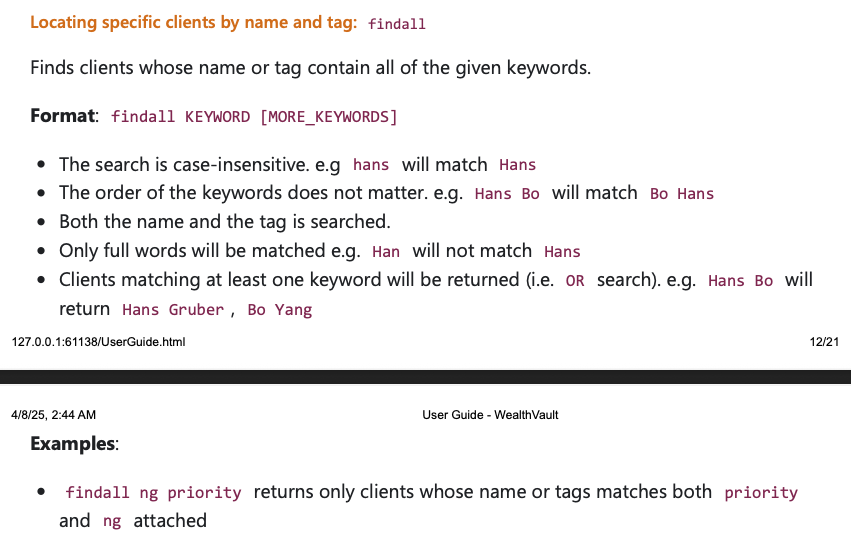 Locating specific clients by name and tag: findall
Finds clients whose name or tag contain all of the given keywords.
Format: findall KEYWORD [MORE_KEYWORDS]
• The search is case-insensitive. e.g hans will match Hans
• The order of the keywords does not matter. e.g. Hans Bo will match Bo Hans
• Both the name and the tag is searched.
• Only full words will be matched e.g. Han will not match Hans
• Clients matching at least one keyword will be returned (i.e. OR search). e.g. Hans Bo will
return Hans Gruber , Bo Yang
127.0.0.1:61138/UserGuide.html 12/21
4/8/25, 2:44 AM User Guide - WealthVault
Examples:
• findall ng priority returns only clients whose name or tags matches both priority
and ng attached